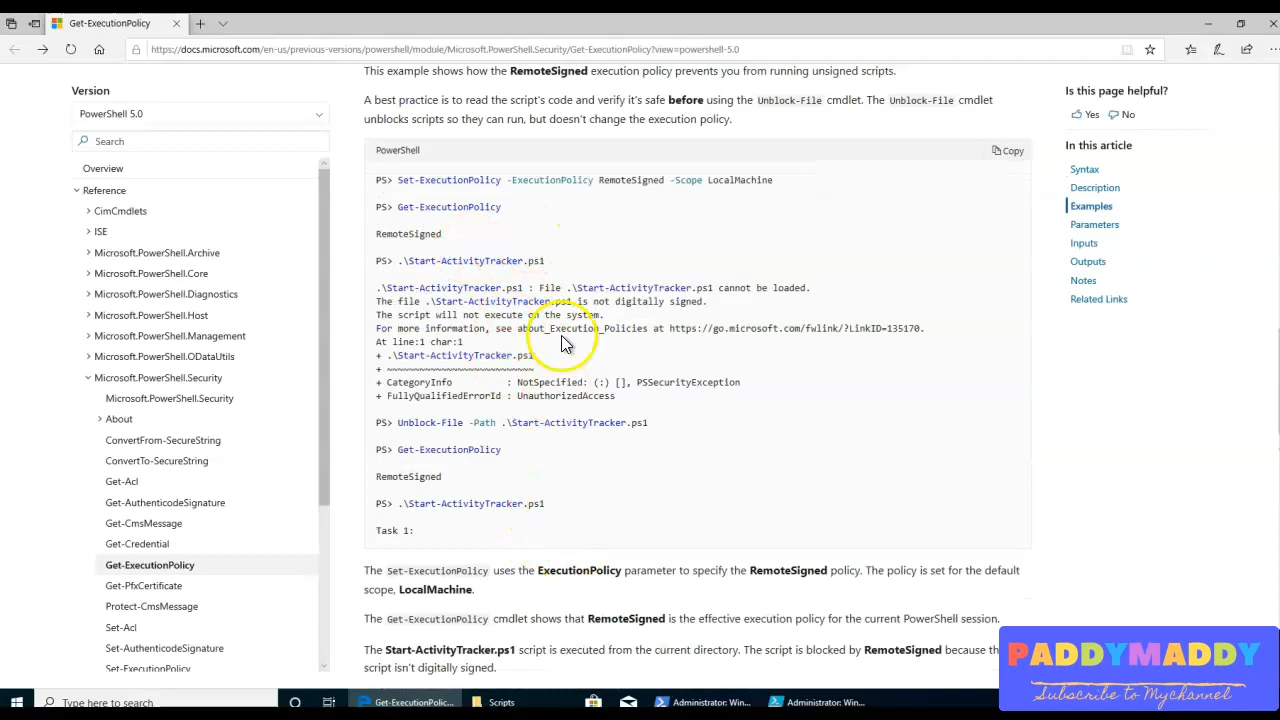 Get-ExecutionPolicy
https://docs.microsoft.com/en-us/previous-versions/powershell/module/Microsoft.PowerShell.Security/Get-ExecutionPolicy?view=powershell-5.0
Version
PowerShell 5.0
Search
Overview
Reference
CimCmdlets
ISE
Microsoft.PowerShell.Archive
Microsoft.PowerShell.Core
Microsoft.PowerShell.Diagnostics
Microsoft.PowerShell.Host
Microsoft.PowerShell.Management
Microsoft.PowerShell.ODataUtils
Microsoft.PowerShell.Security
Microsoft.PowerShell.Security
About
ConvertFrom-SecureString
ConvertTo-SecureString
Get-Acl
Get-AuthenticodeSignature
Get-CmsMessage
Get-Credential
Get-ExecutionPolicy
Get-PfxCertificate
Protect-CmsMessage
Set-Acl
Set-AuthenticodeSignature
Set-ExecutionPolicy
This example shows how the RemoteSigned execution policy prevents you from running unsigned scripts.
A best practice is to read the script's code and verify it's safe before using the Unblock-File cmdlet. The Unblock-File cmdlet
unblocks scripts so they can run, but doesn't change the execution policy.
PowerShell
Copy
PS> Set-ExecutionPolicy -ExecutionPolicy RemoteSigned -Scope LocalMachine
PS> Get-ExecutionPolicy
RemoteSigned
PS> .\Start-ActivityTracker.ps1
.\Start-ActivityTracker.ps1 : File .\Start-ActivityTracker.ps1 cannot be loaded.
The file .\Start-ActivityTracker.ps1 is not digitally signed.
The script will not execute on the system.
For more information, see about_Execution_Policies at https://go.microsoft.com/fwlink/?LinkID=135170.
At line:1 char:1
+ .\Start-ActivityTracker.ps1
+ ~~~~~~~~~~~~~~~~~~~~~~~~~~~
+ CategoryInfo : NotSpecified: (:) [], PSSecurityException
+ FullyQualifiedErrorId : UnauthorizedAccess
PS> Unblock-File -Path .\Start-ActivityTracker.ps1
PS> Get-ExecutionPolicy
RemoteSigned
PS> .\Start-ActivityTracker.ps1
Task 1:
The Set-ExecutionPolicy uses the ExecutionPolicy parameter to specify the RemoteSigned policy. The policy is set for the default
scope, LocalMachine.
The Get-ExecutionPolicy cmdlet shows that RemoteSigned is the effective execution policy for the current PowerShell session.
The Start-ActivityTracker.ps1 script is executed from the current directory. The script is blocked by RemoteSigned because th
script isn't digitally signed.
Is this page helpful?
Yes No
In this article
Syntax
Description
Examples
Parameters
Inputs
Outputs
Notes
Related Links
PADDYMADDY
Subscribe to Mychannel
Type here to search
Get-ExecutionPolic...
Scripts
Administrator: Win...
Administrator: Win...